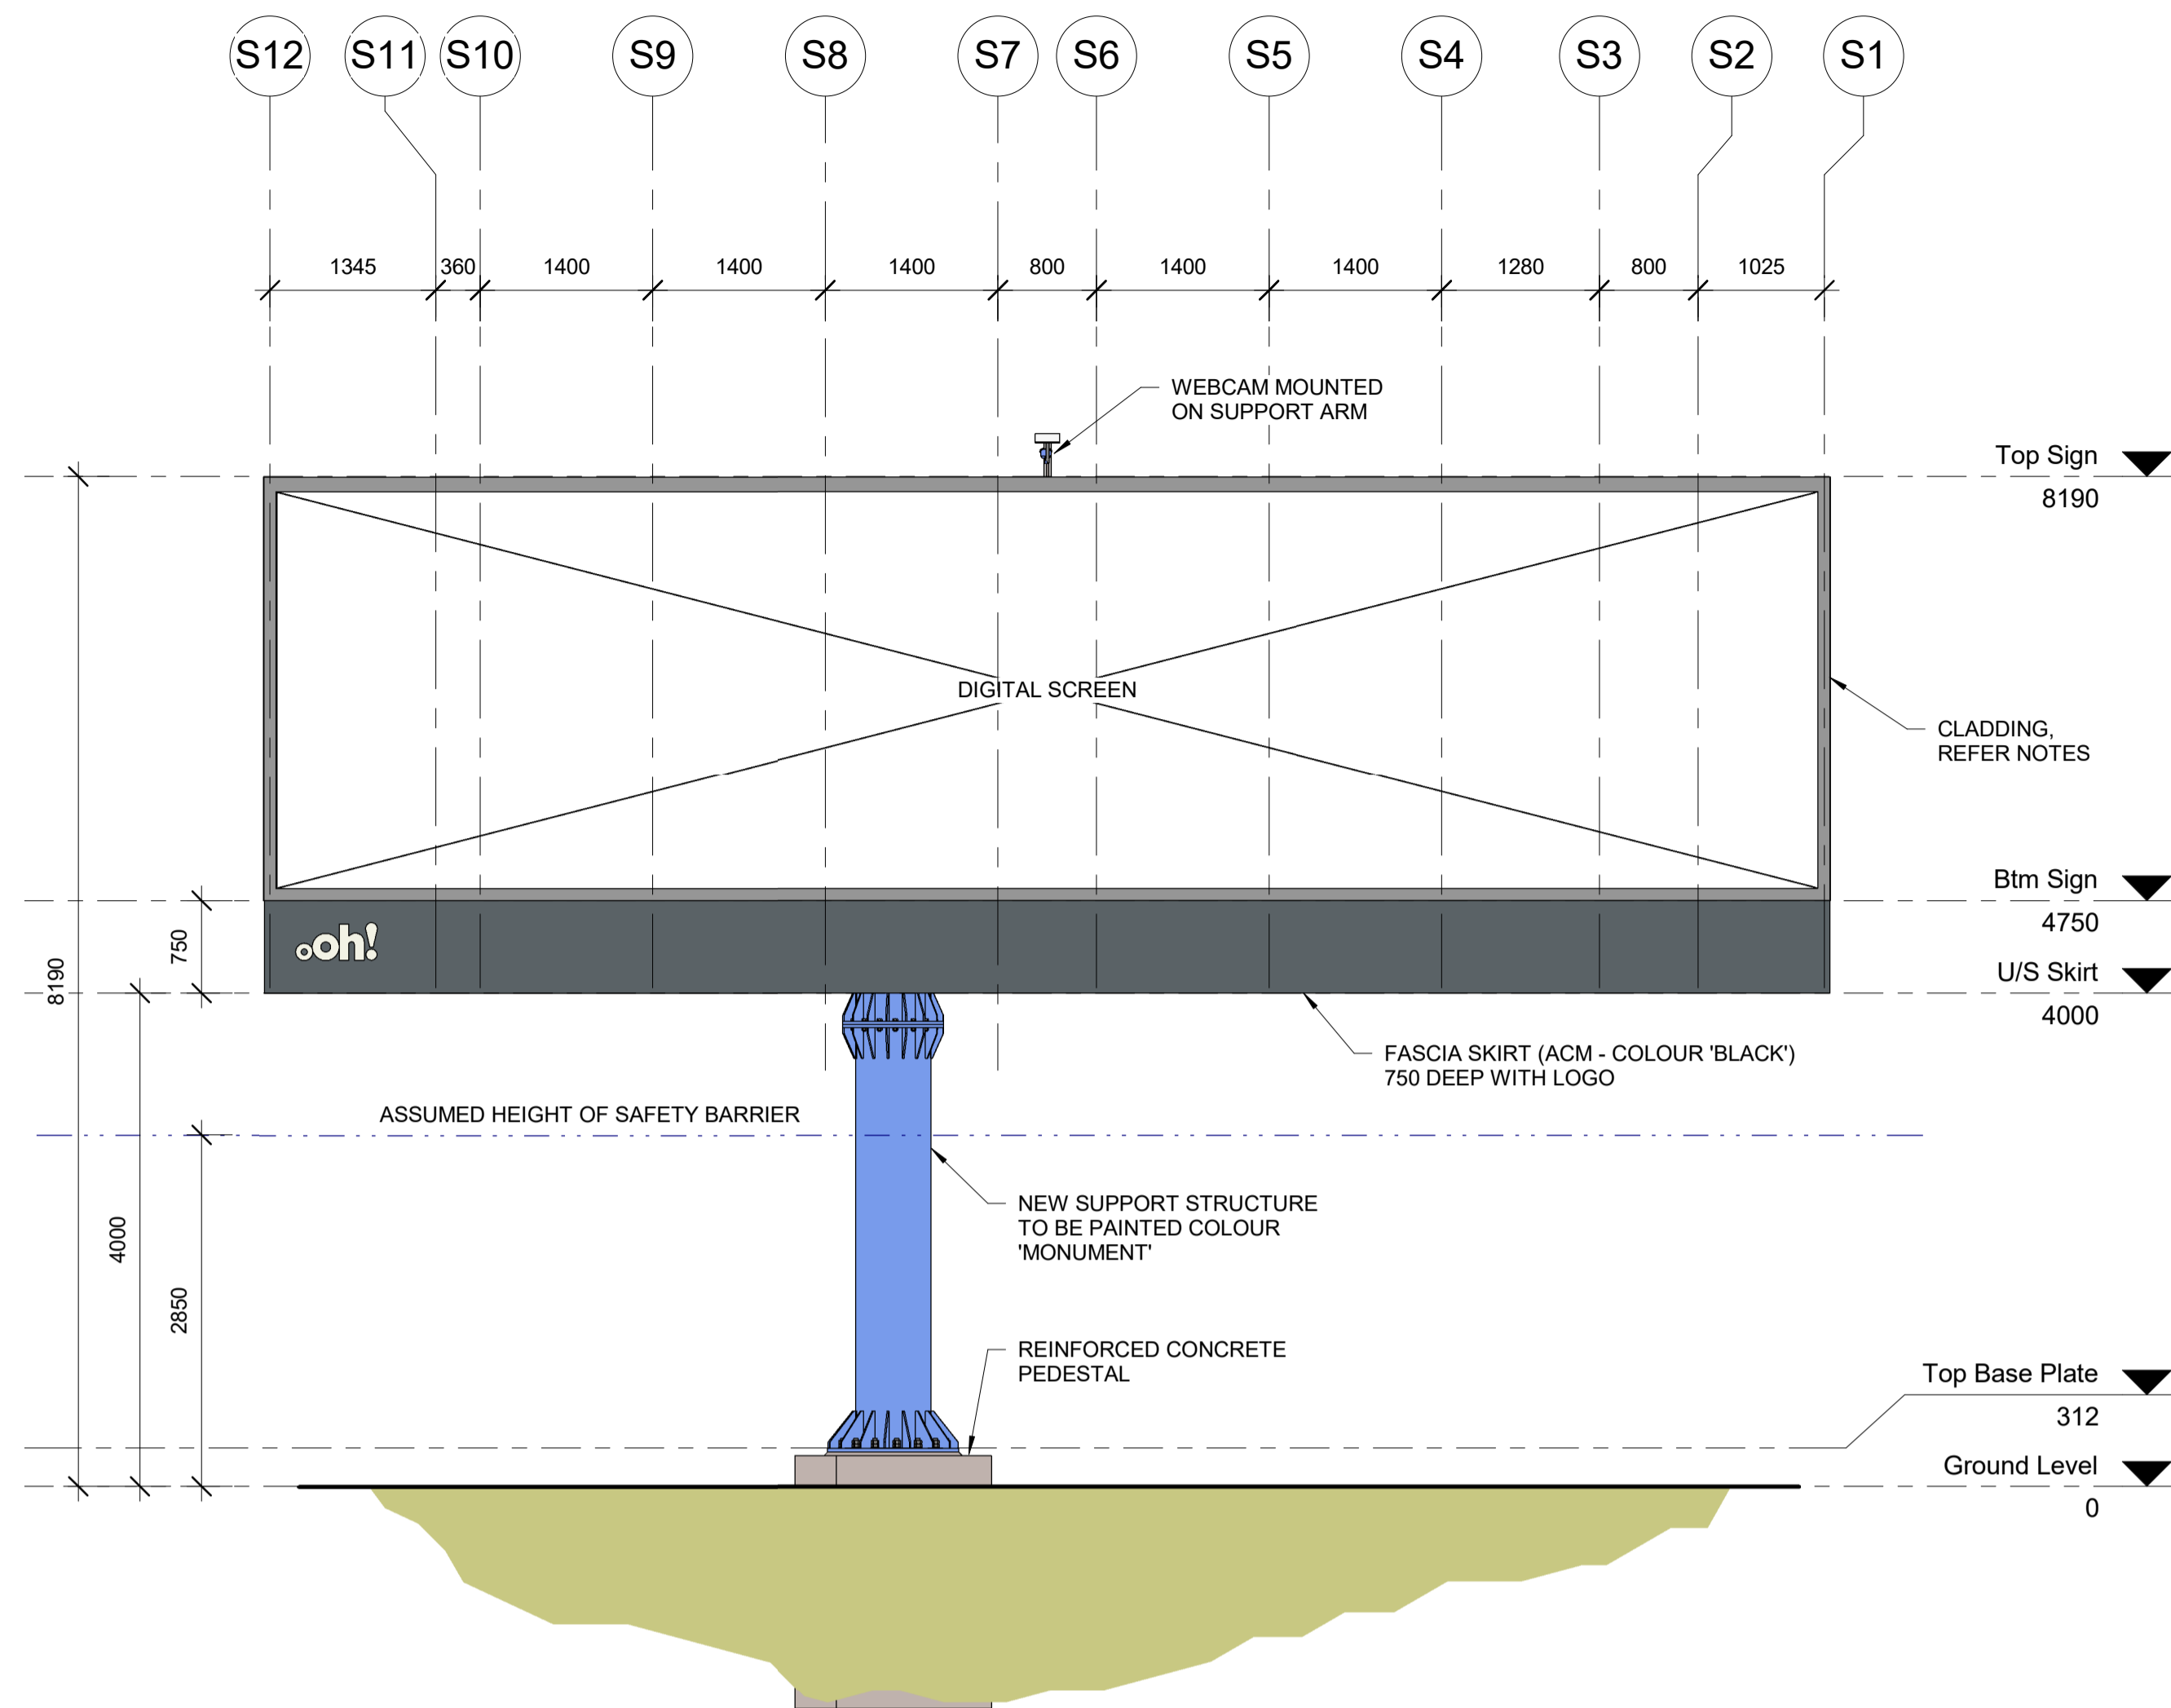 S12 S11 S10 S9 S8 S7 S6 S5 S4 S3 S2 S1
1345 360 1400 1400 1400 800 1400 1400 1280 800 1025
WEBCAM MOUNTED
ON SUPPORT ARM
Top Sign
8190
DIGITAL SCREEN
CLADDING,
REFER NOTES
Btm Sign
4750
750
ooh!
U/S Skirt
4000
8190
FASCIA SKIRT (ACM - COLOUR 'BLACK')
750 DEEP WITH LOGO
ASSUMED HEIGHT OF SAFETY BARRIER
4000
NEW SUPPORT STRUCTURE
TO BE PAINTED COLOUR
'MONUMENT'
2850
REINFORCED CONCRETE
PEDESTAL
Top Base Plate
312
Ground Level
0